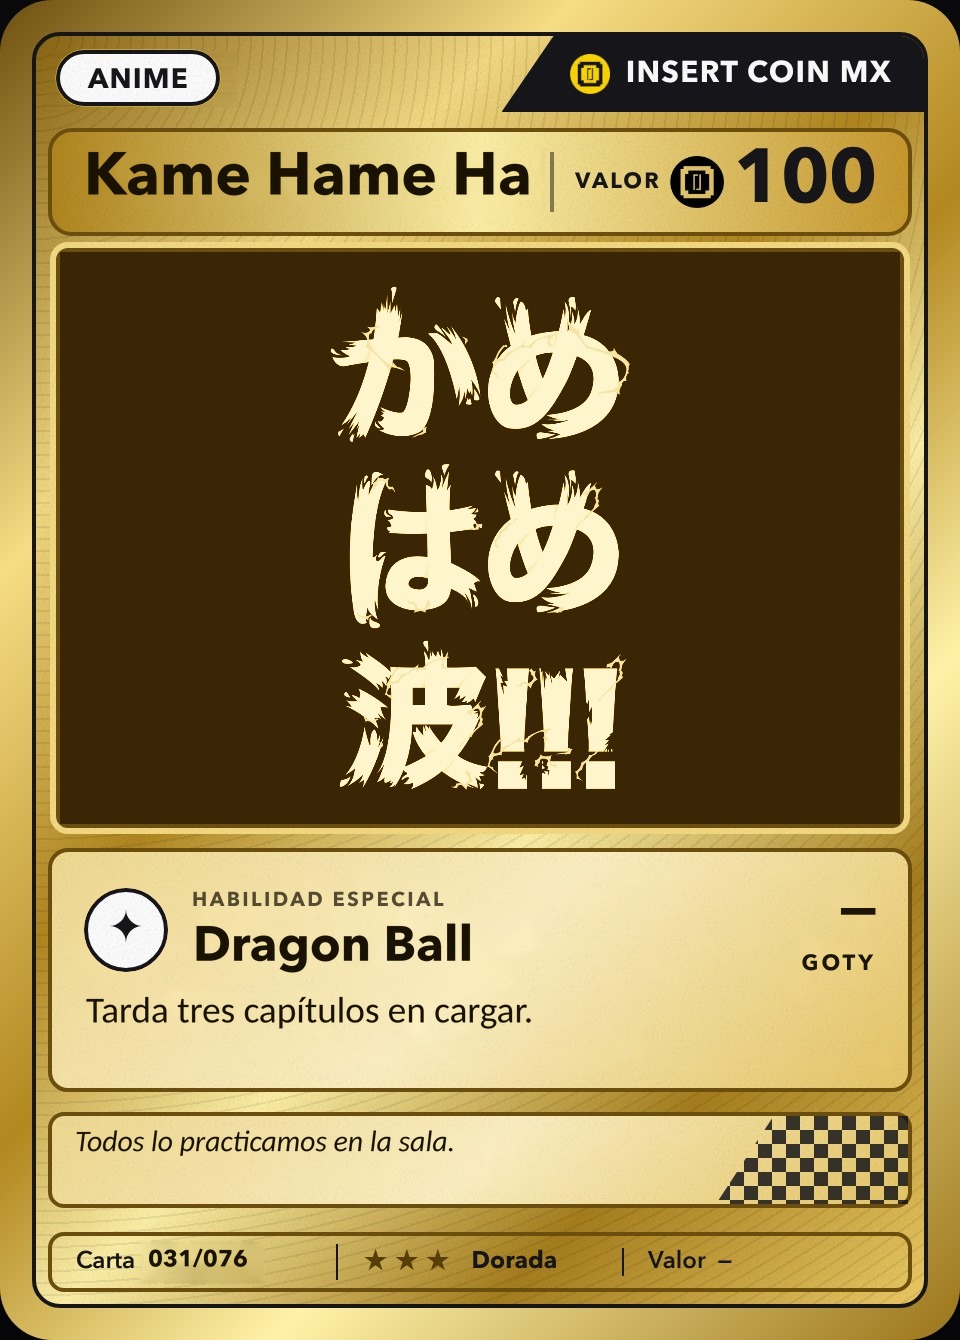 ANIME
INSERT COIN MX
Kame Hame Ha
VALOR 100
かめ
はめ
波!!!
HABILIDAD ESPECIAL
Dragon Ball
–
GOTY
Tarda tres capítulos en cargar.
Todos lo practicamos en la sala.
Carta 031/076 ★★★ Dorada Valor –